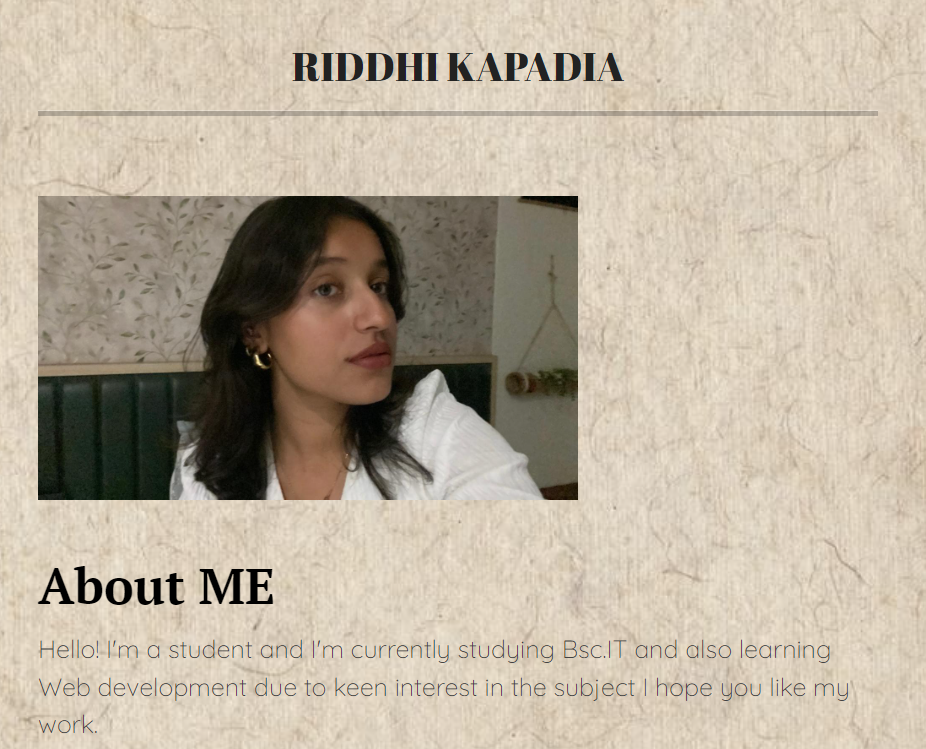 RIDDHI KAPADIA
About ME
Hello! I'm a student and I'm currently studying Bsc.IT and also learning
Web development due to keen interest in the subject I hope you like my
work.